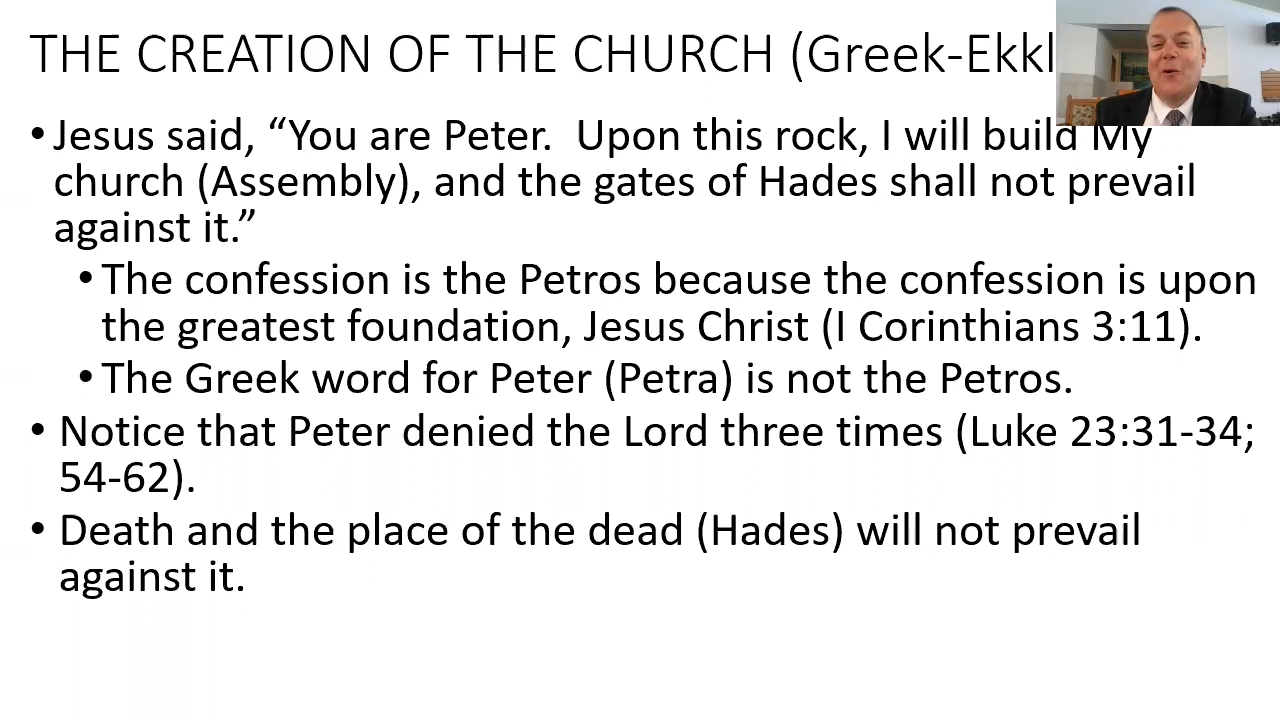 THE CREATION OF THE CHURCH (Greek-Ekkl
• Jesus said, “You are Peter.  Upon this rock, I will build My
church (Assembly), and the gates of Hades shall not prevail
against it.”
• The confession is the Petros because the confession is upon
the greatest foundation, Jesus Christ (I Corinthians 3:11).
• The Greek word for Peter (Petra) is not the Petros.
• Notice that Peter denied the Lord three times (Luke 23:31-34;
54-62).
• Death and the place of the dead (Hades) will not prevail
against it.